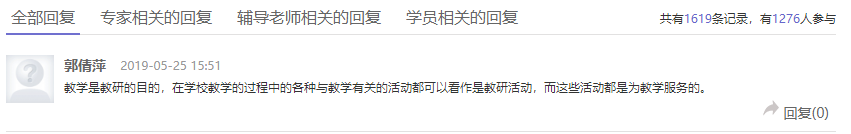 全部回复 专家相关的回复 辅导老师相关的回复 学员相关的回复 共有1619条记录，有1276人参与
郭倩萍 2019-05-25 15:51
教学是教研的目的，在学校教学的过程中的各种与教学有关的活动都可以看作是教研活动，而这些活动都是为教学服务的。
回复(0)